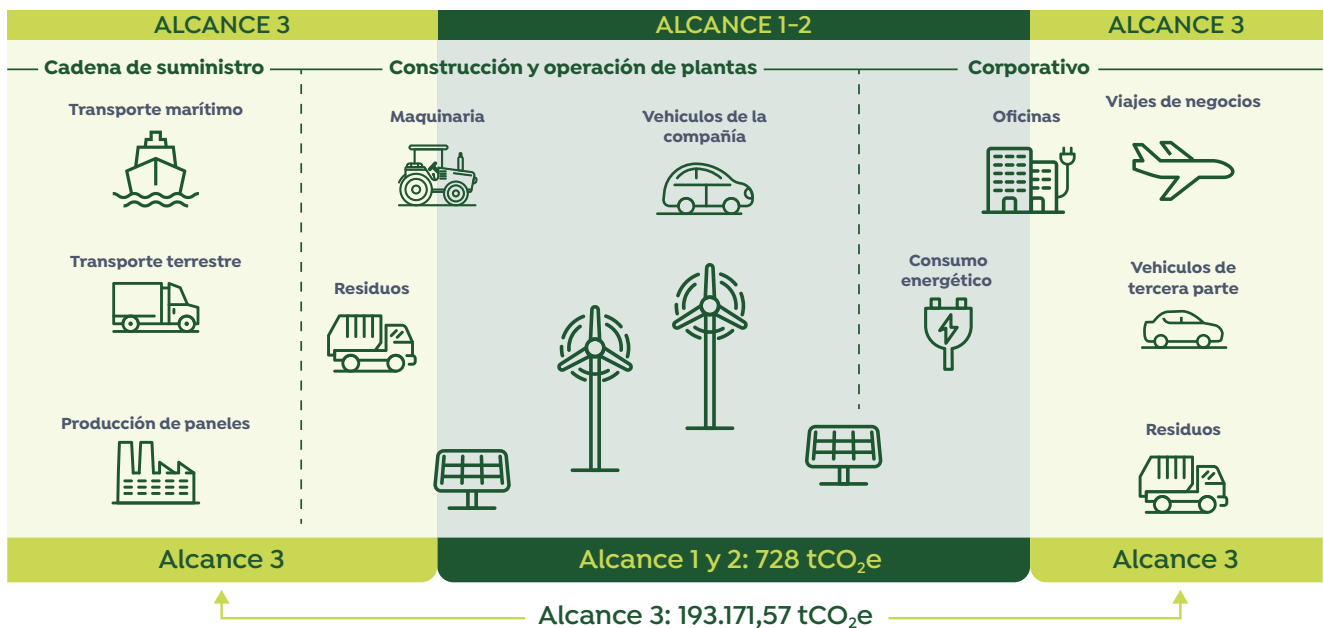 ALCANCE 3
ALCANCE 1-2
ALCANCE 3
Cadena de suministro
Construcción y operación de plantas
Corporativo
Transporte marítimo
Maquinaria
Vehiculos de la
compañía
Oficinas
Viajes de negocios
Transporte terrestre
Residuos
Consumo
energético
Vehiculos de
tercera parte
Producción de paneles
Residuos
Alcance 3
Alcance 1 y 2: 728 tCO₂e
Alcance 3
Alcance 3: 193.171,57 tCO₂e